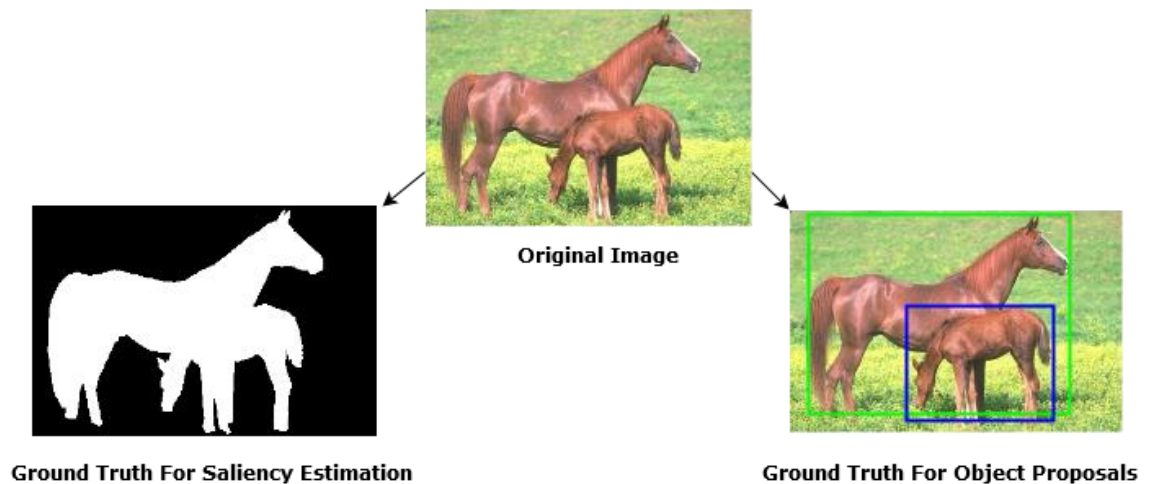 Original Image
Ground Truth For Saliency Estimation
Ground Truth For Object Proposals